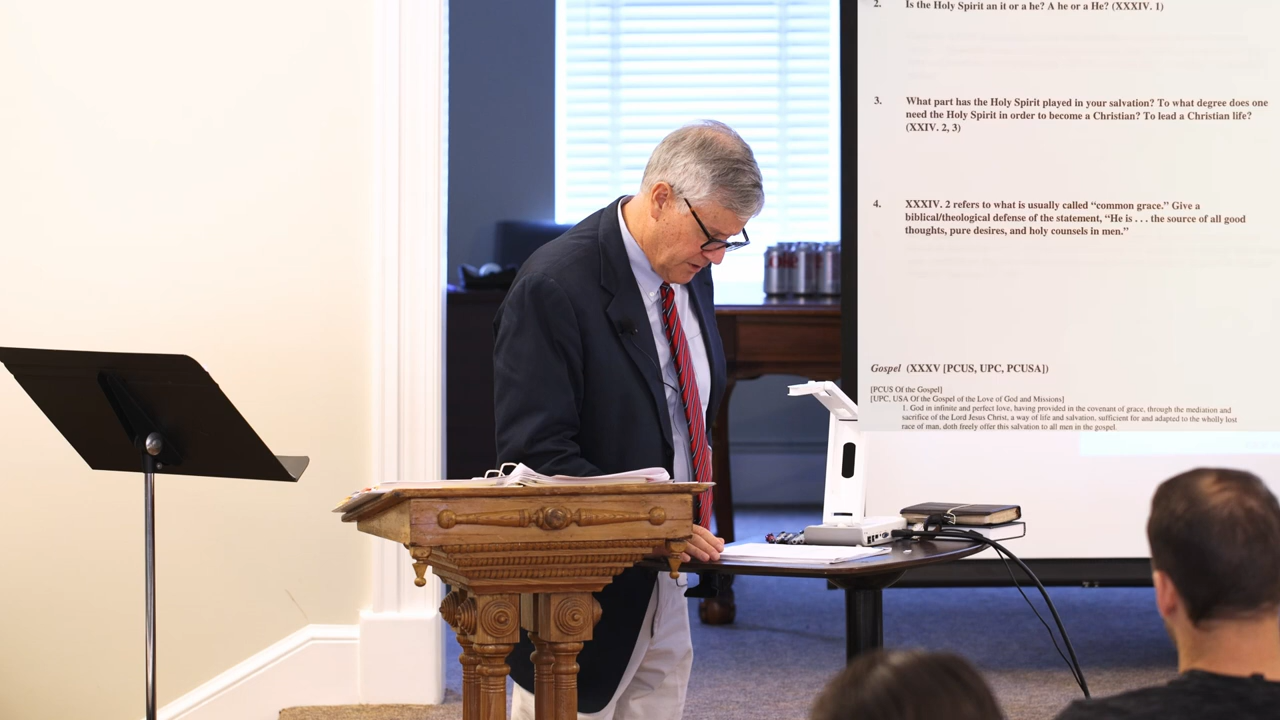 2. Is the Holy Spirit an it or a he? A he or a He? (XXXIV. 1)
3. What part has the Holy Spirit played in your salvation? To what degree does one
need the Holy Spirit in order to become a Christian? To lead a Christian life?
(XXIV. 2, 3)
4. XXXIV. 2 refers to what is usually called “common grace.” Give a
biblical/theological defense of the statement, “He is . . . the source of all good
thoughts, pure desires, and holy counsels in men.”
Gospel (XXXV [PCUS, UPC, PCUSA])
[PCUS Of the Gospel]
[UPC, USA Of the Gospel of the Love of God and Missions]
1. God in infinite and perfect love, having provided in the covenant of grace, through the mediation and
sacrifice of the Lord Jesus Christ, a way of life and salvation, sufficient for and adapted to the wholly lost
race of man, doth freely offer this salvation to all men in the gospel.